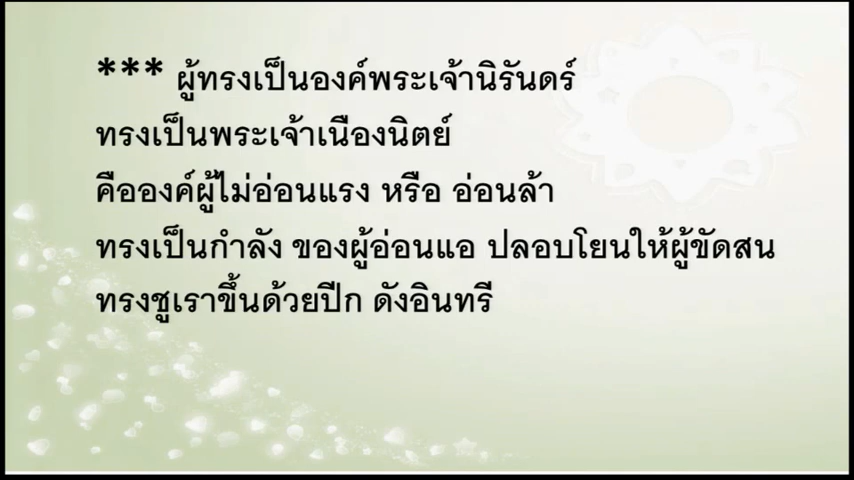 *** ผู้ทรงเป็นองค์พระเจ้านิรันดร์
ทรงเป็นพระเจ้าเนืองนิตย์
คือองค์ผู้ไม่อ่อนแรง หรือ อ่อนล้า
ทรงเป็นกำลัง ของผู้อ่อนแอ ปลอบโยนให้ผู้ขัดสน
ทรงชูเราขึ้นด้วยปีก ดังอินทรี